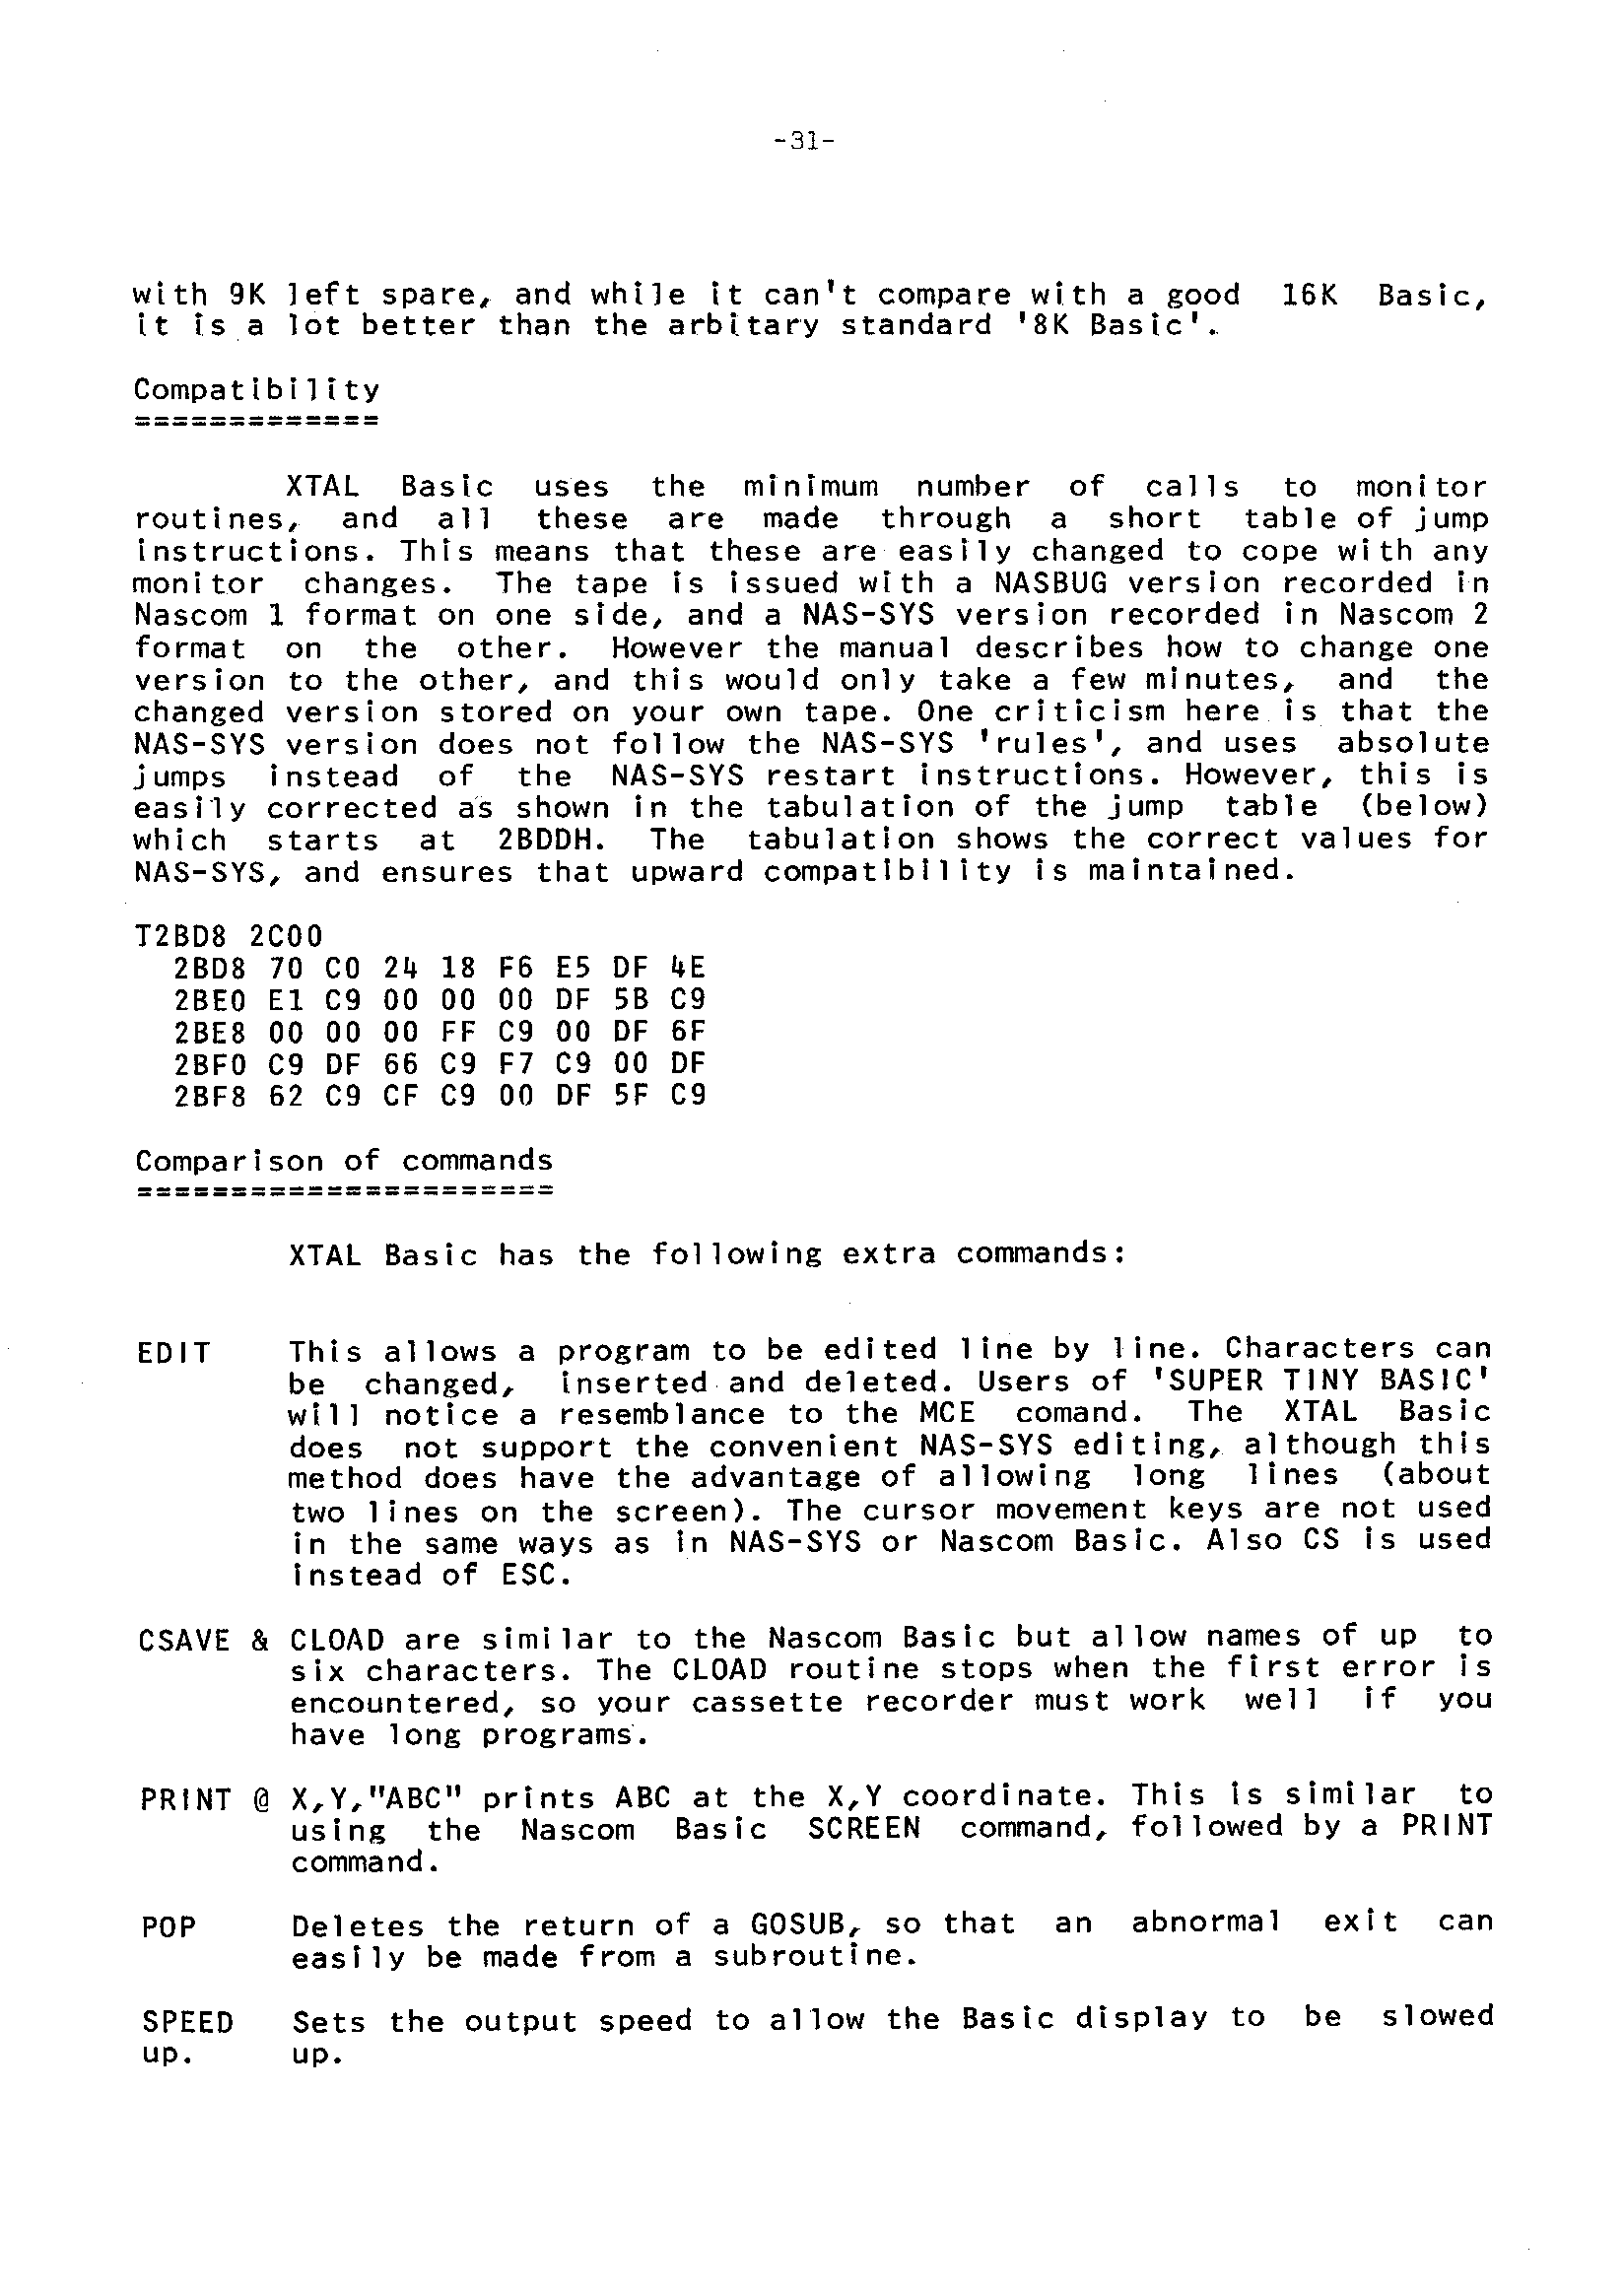 -31-
with 9K left spare, and while it can't compare with a good 16K Basic,
it is a lot better than the arbitary standard '8K Basic'.
Compatibility
=============
XTAL Basic uses the minimum number of calls to monitor
routines, and all these are made through a short table of jump
instructions. This means that these are easily changed to cope with any
monitor changes. The tape is issued with a NASBUG version recorded in
Nascom 1 format on one side, and a NAS-SYS version recorded in Nascom 2
format on the other. However the manual describes how to change one
version to the other, and this would only take a few minutes, and the
changed version stored on your own tape. One criticism here is that the
NAS-SYS version does not follow the NAS-SYS 'rules', and uses absolute
jumps instead of the NAS-SYS restart instructions. However, this is
easily corrected as shown in the tabulation of the jump table (below)
which starts at 2BDDH. The tabulation shows the correct values for
NAS-SYS, and ensures that upward compatibility is maintained.
T2BD8 2C00
2BD8 70 C0 24 18 F6 E5 DF 4E
2BE0 E1 C9 00 00 00 DF 5B C9
2BE8 00 00 00 FF C9 00 DF 6F
2BF0 C9 DF 66 C9 F7 C9 00 DF
2BF8 62 C9 CF C9 00 DF 5F C9
Comparison of commands
======================
XTAL Basic has the following extra commands:
EDIT This allows a program to be edited line by line. Characters can
be changed, inserted and deleted. Users of 'SUPER TINY BASIC'
will notice a resemblance to the MCE comand. The XTAL Basic
does not support the convenient NAS-SYS editing, although this
method does have the advantage of allowing long lines (about
two lines on the screen). The cursor movement keys are not used
in the same ways as in NAS-SYS or Nascom Basic. Also CS is used
instead of ESC.
CSAVE & CLOAD are similar to the Nascom Basic but allow names of up to
six characters. The CLOAD routine stops when the first error is
encountered, so your cassette recorder must work well if you
have long programs.
PRINT @ X,Y,"ABC" prints ABC at the X,Y coordinate. This is similar to
using the Nascom Basic SCREEN command, followed by a PRINT
command.
POP Deletes the return of a GOSUB, so that an abnormal exit can
easily be made from a subroutine.
SPEED Sets the output speed to allow the Basic display to be slowed
up. up.